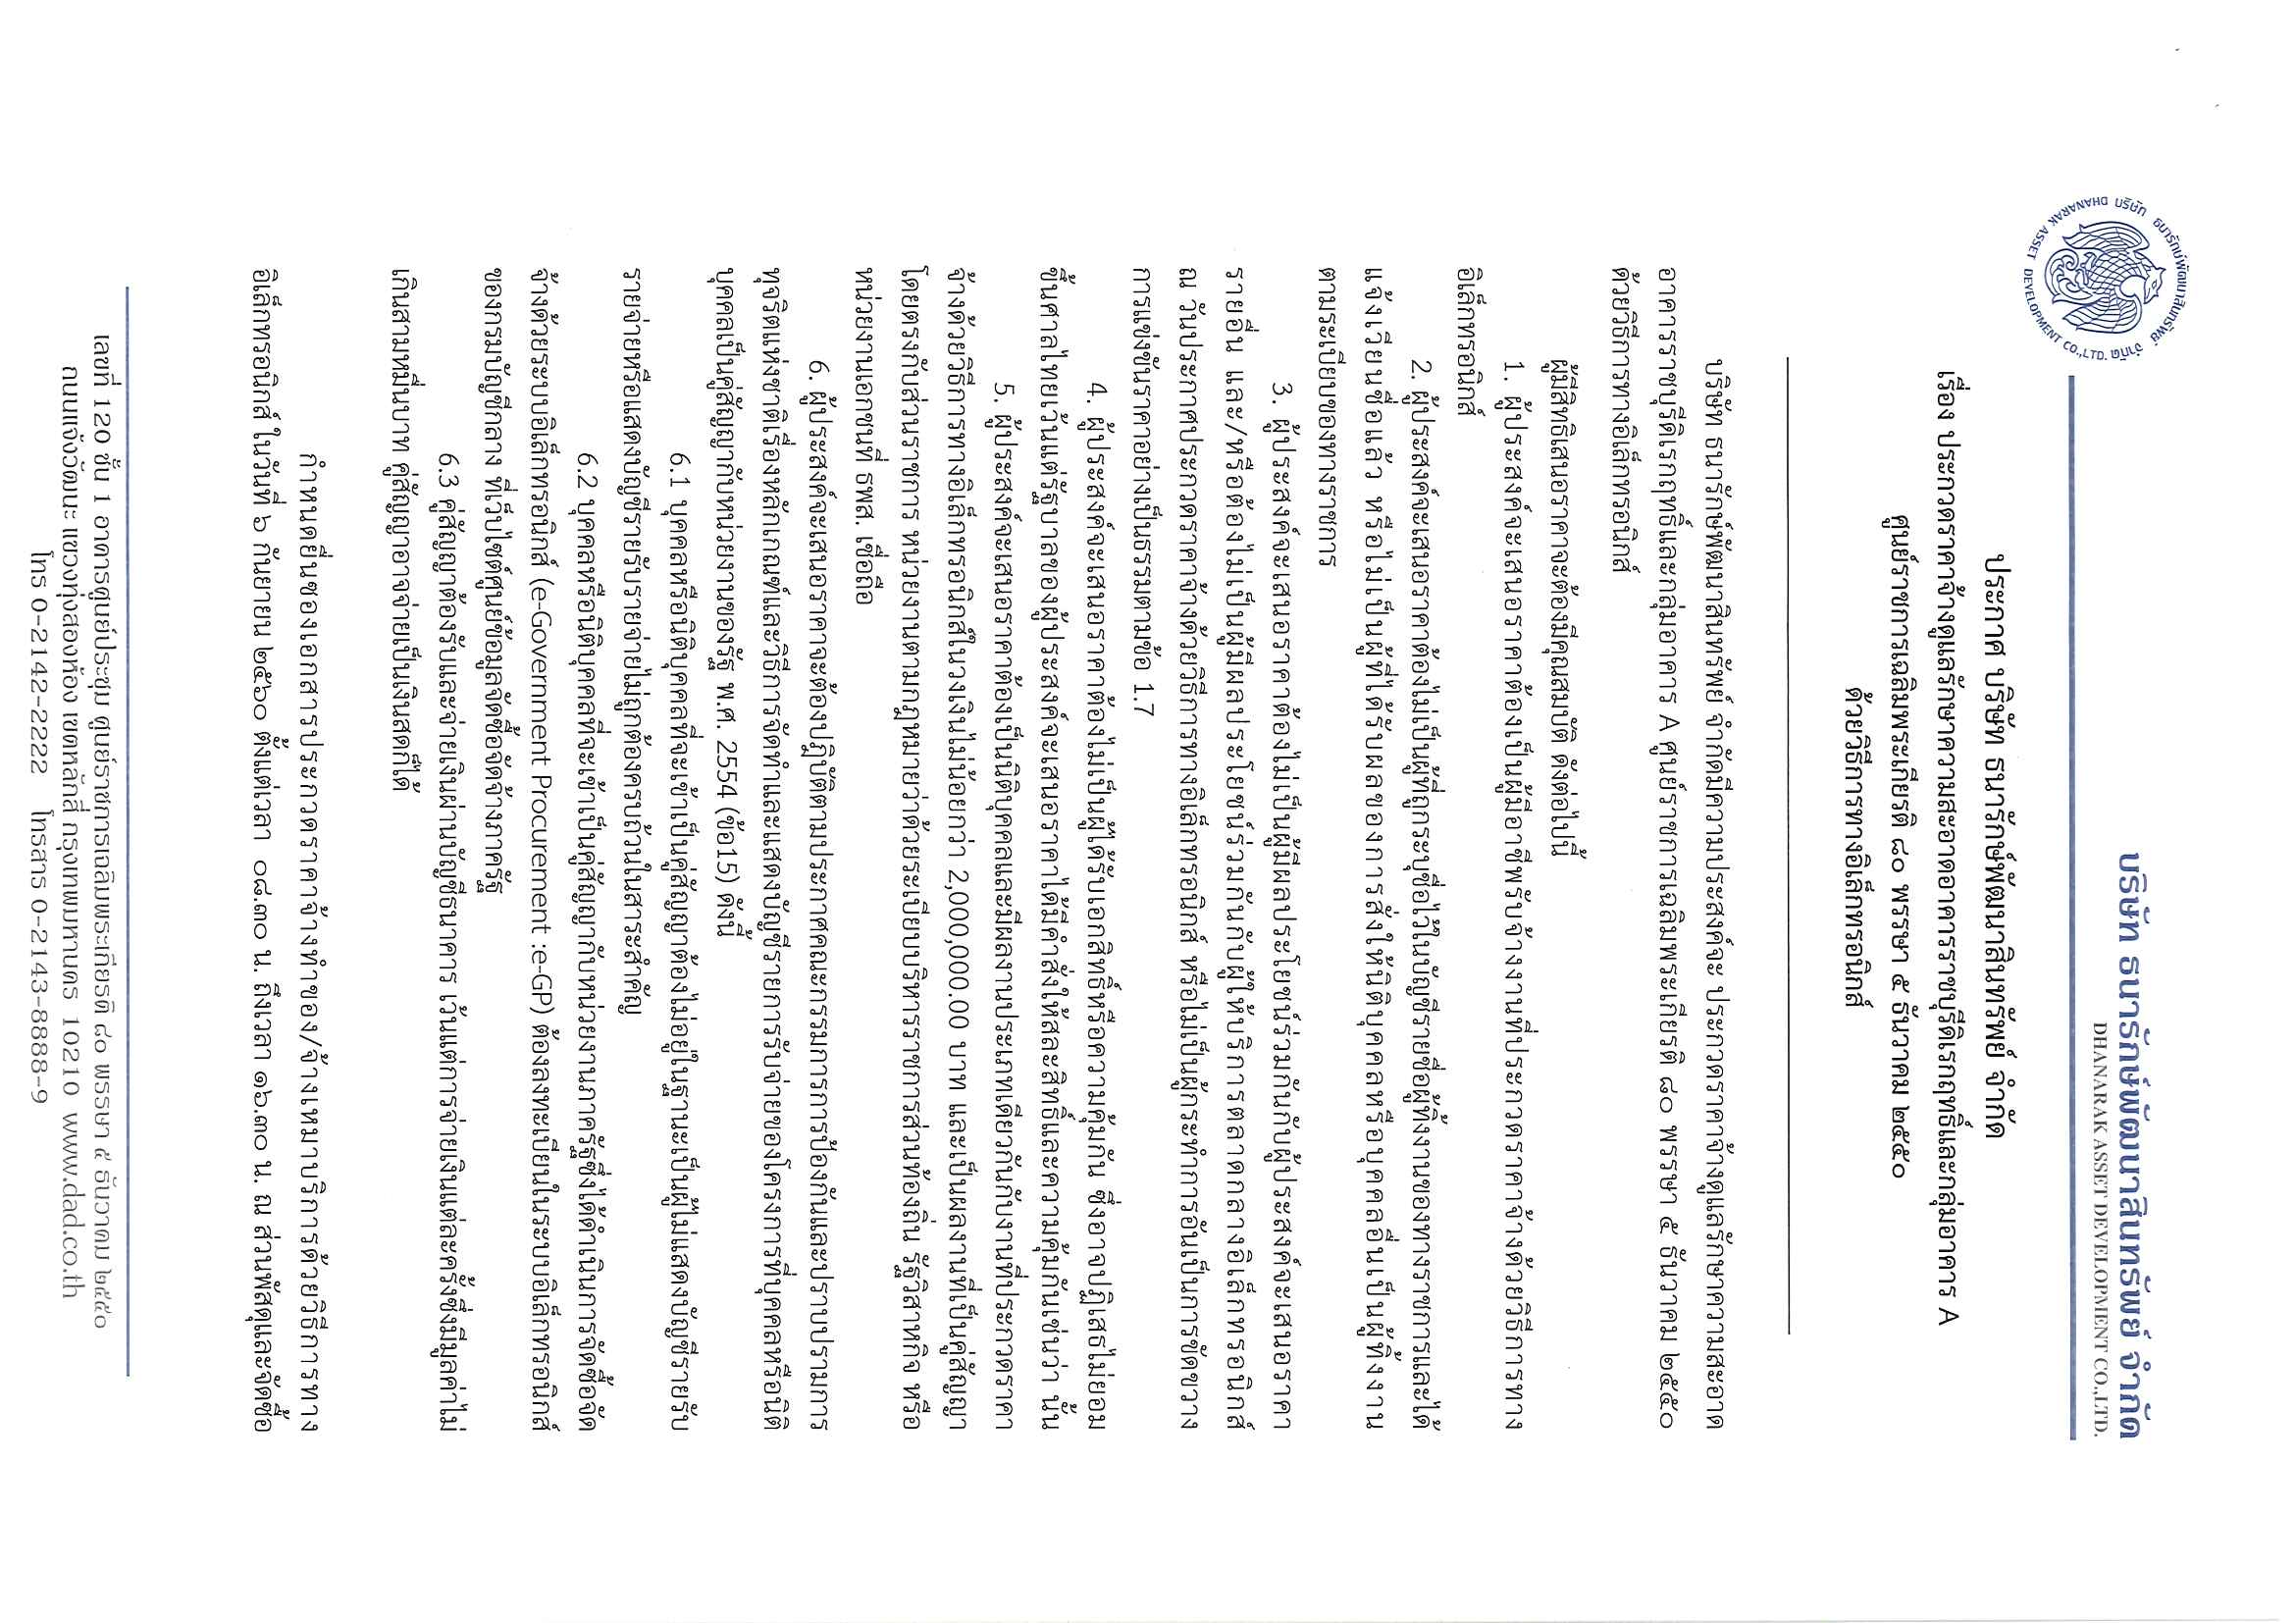 บริษัท ธนารักษ์พัฒนาสินทรัพย์ จำกัด
DHANARAK ASSET DEVELOPMENT CO.,LTD.
บริษัท ธนารักษ์พัฒนาสินทรัพย์ จำกัด
DHANARAK ASSET DEVELOPMENT CO.,LTD.
ประกาศ บริษัท ธนารักษ์พัฒนาสินทรัพย์ จำกัด
เรื่อง ประกวดราคาจ้างดูแลรักษาความสะอาดอาคารราชบุรีดิเรกฤทธิ์และกลุ่มอาคาร A
ศูนย์ราชการเฉลิมพระเกียรติ ๘๐ พรรษา ๕ ธันวาคม ๒๕๕๐
ด้วยวิธีการทางอิเล็กทรอนิกส์
บริษัท ธนารักษ์พัฒนาสินทรัพย์ จำกัดมีความประสงค์จะ ประกวดราคาจ้างดูแลรักษาความสะอาด
อาคารราชบุรีดิเรกฤทธิ์และกลุ่มอาคาร A ศูนย์ราชการเฉลิมพระเกียรติ ๘๐ พรรษา ๕ ธันวาคม ๒๕๕๐
ด้วยวิธีการทางอิเล็กทรอนิกส์
ผู้มีสิทธิเสนอราคาจะต้องมีคุณสมบัติ ดังต่อไปนี้
1. ผู้ประสงค์จะเสนอราคาต้องเป็นผู้มีอาชีพรับจ้างงานที่ประกวดราคาจ้างด้วยวิธีการทาง
อิเล็กทรอนิกส์
2. ผู้ประสงค์จะเสนอราคาต้องไม่เป็นผู้ที่ถูกระบุชื่อไว้ในบัญชีรายชื่อผู้ทิ้งงานของทางราชการและได้
แจ้งเวียนชื่อแล้ว หรือไม่เป็นผู้ที่ได้รับผลของการสั่งให้นิติบุคคลหรือบุคคลอื่นเป็นผู้ทิ้งงาน
ตามระเบียบของทางราชการ
3. ผู้ประสงค์จะเสนอราคาต้องไม่เป็นผู้มีผลประโยชน์ร่วมกันกับผู้ประสงค์จะเสนอราคา
รายอื่น และ/หรือต้องไม่เป็นผู้มีผลประโยชน์ร่วมกันกับผู้ให้บริการตลาดกลางอิเล็กทรอนิกส์
ณ วันประกาศประกวดราคาจ้างด้วยวิธีการทางอิเล็กทรอนิกส์ หรือไม่เป็นผู้กระทำการอันเป็นการขัดขวาง
การแข่งขันราคาอย่างเป็นธรรมตามข้อ 1.7
4. ผู้ประสงค์จะเสนอราคาต้องไม่เป็นผู้ได้รับเอกสิทธิ์หรือความคุ้มกัน ซึ่งอาจปฏิเสธไม่ยอม
ขึ้นศาลไทยเว้นแต่รัฐบาลของผู้ประสงค์จะเสนอราคาได้มีคำสั่งให้สละสิทธิ์และความคุ้มกันเช่นว่า นั้น
5. ผู้ประสงค์จะเสนอราคาต้องเป็นนิติบุคคลและมีผลงานประเภทเดียวกันกับงานที่ประกวดราคา
จ้างด้วยวิธีการทางอิเล็กทรอนิกส์ในวงเงินไม่น้อยกว่า 2,000,000.00 บาท และเป็นผลงานที่เป็นคู่สัญญา
โดยตรงกับส่วนราชการ หน่วยงานตามกฎหมายว่าด้วยระเบียบบริหารราชการส่วนท้องถิ่น รัฐวิสาหกิจ หรือ
หน่วยงานเอกชนที่ ธพส. เชื่อถือ
6. ผู้ประสงค์จะเสนอราคาจะต้องปฎิบัติตามประกาศคณะกรรมการการป้องกันและปราบปรามการ
ทุจริตแห่งชาติเรื่องหลักเกณฑ์และวิธีการจัดทำและแสดงบัญชีรายการรับจ่ายของโครงการที่บุคคลหรือนิติ
บุคคลเป็นคู่สัญญากับหน่วยงานของรัฐ พ.ศ. 2554 (ข้อ15) ดังนี้
6.1 บุคคลหรือนิติบุคคลที่จะเข้าเป็นคู่สัญญาต้องไม่อยู่ในฐานะเป็นผู้ไม่แสดงบัญชีรายรับ
รายจ่ายหรือแสดงบัญชีรายรับรายจ่ายไม่ถูกต้องครบถ้วนในสาระสำคัญ
6.2 บุคคลหรือนิติบุคคลที่จะเข้าเป็นคู่สัญญากับหน่วยงานภาครัฐซึ่งได้ดำเนินการจัดซื้อจัด
จ้างด้วยระบบอิเล็กทรอนิกส์ (e-Government Procurement :e-GP) ต้องลงทะเบียนในระบบอิเล็กทรอนิกส์
ของกรมบัญชีกลาง ที่เว็บไซต์ศูนย์ข้อมูลจัดซื้อจัดจ้างภาครัฐ
6.3 คู่สัญญาต้องรับและจ่ายเงินผ่านบัญชีธนาคาร เว้นแต่การจ่ายเงินแต่ละครั้งซึ่งมีมูลค่าไม่
เกินสามหมื่นบาท คู่สัญญาอาจจ่ายเป็นเงินสดก็ได้
กำหนดยื่นซองเอกสารประกวดราคาจ้างทำของ/จ้างเหมาบริการด้วยวิธีการทาง
อิเล็กทรอนิกส์ ในวันที่ ๖ กันยายน ๒๕๖๐ ตั้งแต่เวลา ๐๘.๓๐ น. ถึงเวลา ๑๖.๓๐ น. ณ ส่วนพัสดุและจัดซื้อ
เลขที่ 120 ชั้น 1 อาคารศูนย์ประชุม ศูนย์ราชการเฉลิมพระเกียรติ ๘๐ พรรษา ๕ ธันวาคม ๒๕๕๐
ถนนแจ้งวัฒนะ แขวงทุ่งสองห้อง เขตหลักสี่ กรุงเทพมหานคร 10210 www.dad.co.th
โทร 0-2142-2222 โทรสาร 0-2143-8888-9